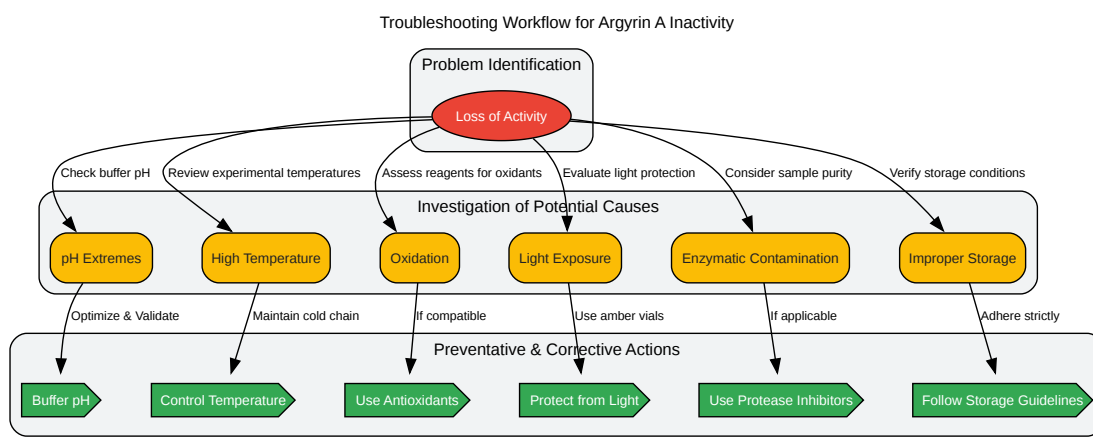 Troubleshooting Workflow for Argyrin A Inactivity
Problem Identification
Loss of Activity
Check buffer pH
Review experimental temperatures
Assess reagents for oxidants
Evaluate light protection
Consider sample purity
Verify storage conditions
Investigation of Potential Causes
pH Extremes
High Temperature
Oxidation
Light Exposure
Enzymatic Contamination
Improper Storage
Optimize & Validate
Maintain cold chain
If compatible
Use amber vials
If applicable
Adhere strictly
Preventative & Corrective Actions
Buffer pH
Control Temperature
Use Antioxidants
Protect from Light
Use Protease Inhibitors
Follow Storage Guidelines